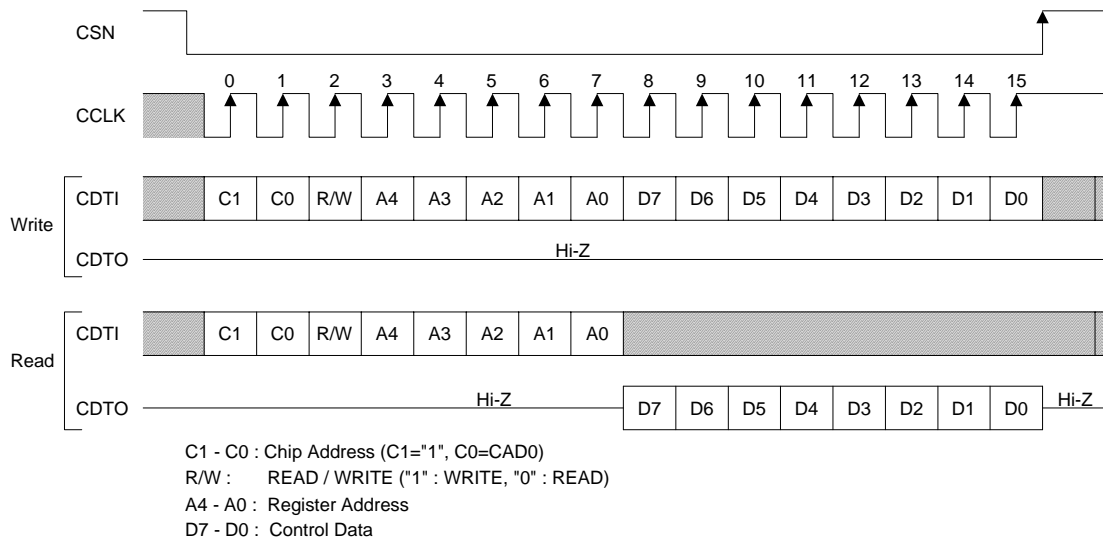 CSN
0 1 2 3 4 5 6 7 8 9 10 11 12 13 14 15
CCLK
Write
CDTI C1 C0 R/W A4 A3 A2 A1 A0 D7 D6 D5 D4 D3 D2 D1 D0
CDTO Hi-Z
Read
CDTI C1 C0 R/W A4 A3 A2 A1 A0
CDTO Hi-Z D7 D6 D5 D4 D3 D2 D1 D0 Hi-Z
C1 - C0 : Chip Address (C1="1", C0=CAD0)
R/W : READ / WRITE ("1" : WRITE, "0" : READ)
A4 - A0 : Register Address
D7 - D0 : Control Data